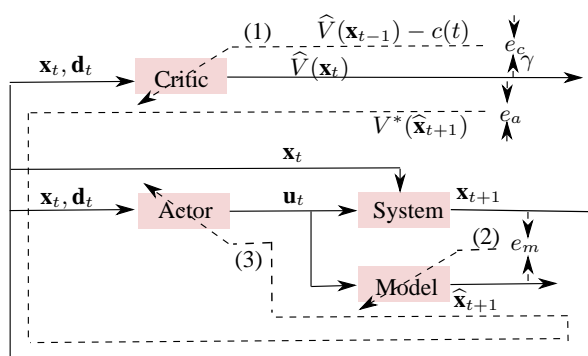 (1) V̂(x_{t−1}) − c(t) e_c
x_t, d_t Critic V̂(x_t) γ
V*(x̂_{t+1}) e_a
x_t
x_t, d_t Actor u_t System x_{t+1}
(3) (2) e_m
Model
x̂_{t+1}